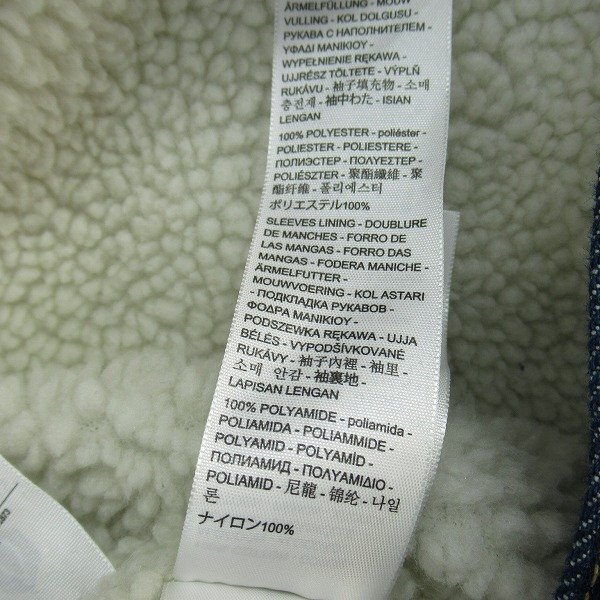 ÄRMELFÜLLUNG - MOUW
VULLING - KOL DOLGUSU -
РУКАВА С НАПОЛНИТЕЛЕМ -
ΥΦΑΔΙ ΜΑΝΙΚΙΟΥ -
WYPEŁNIENIE RĘKAWA -
UJJRÉSZ TÖLTETE - VÝPLŇ
RUKÁVU - 袖子填充物 - 소매
충전재 - 袖中わた - ISIAN
LENGAN
100% POLYESTER - poliéster -
POLIESTER - POLIESTERE -
ПОЛИЭСТЕР - ΠΟΛΥΕΣΤΕΡ -
POLIÉSZTER - 聚酯纖維 - 聚
酯纤维 - 폴리에스터
ポリエステル100%
SLEEVES LINING - DOUBLURE
DE MANCHES - FORRO DE
LAS MANGAS - FORRO DE
MANGAS - FODERA MANICHE -
ÄRMELFUTTER -
MOUWVOERING - KOL ASTARI
- ПОДКЛАДКА РУКАВОВ -
ΦΟΔΡΑ ΜΑΝΙΚΙΟΥ -
PODSZEWKA RĘKAWA - UJJA
BÉLÉS - VYPODŠÍVKOVANÉ
RUKÁVY - 袖子內裡 - 袖里 -
소매 안감 - 袖裏地 -
LAPISAN LENGAN
100% POLYAMIDE - poliamida -
POLIAMIDA - POLIAMMIDE -
POLYAMID - POLYAMÍD -
ПОЛИАМИД - ΠΟΛΥΑΜΙΔΙΟ -
POLIAMID - 尼龍 - 锦纶 - 나일
론
ナイロン100%